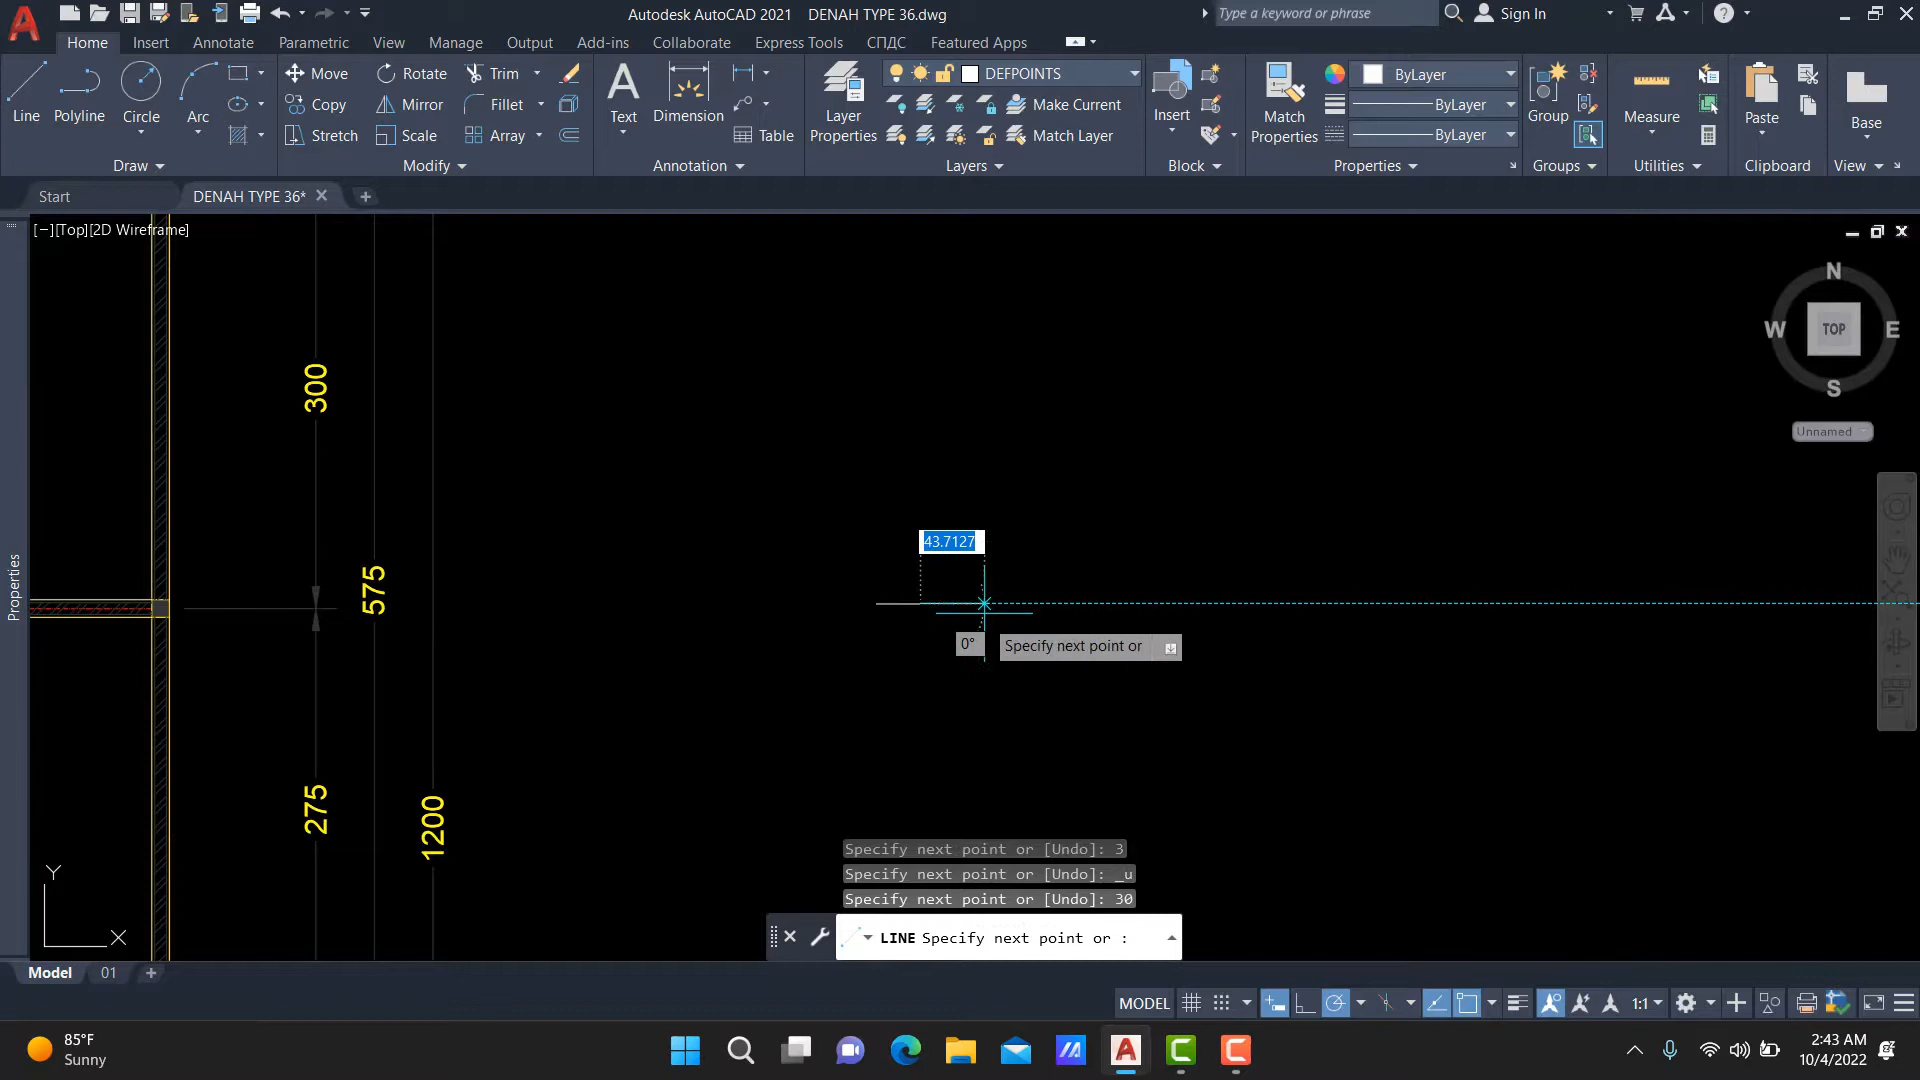 Autodesk AutoCAD 2021 DENAH TYPE 36.dwg
Type a keyword or phrase
Sign In
Home Insert Annotate Parametric View Manage Output Add-ins Collaborate Express Tools СПДС Featured Apps
Line Polyline Circle Arc
Move Rotate Trim
Copy Mirror Fillet
Stretch Scale Array
Text Dimension Table
Layer Properties
DEFPOINTS
Make Current
Match Layer
Insert
Match Properties
ByLayer
ByLayer
ByLayer
Group
Measure
Paste
Base
Draw Modify Annotation Layers Block Properties Groups Utilities Clipboard View
Start DENAH TYPE 36*
[−][Top][2D Wireframe]
N
W TOP E
S
Unnamed
Properties
300
575
275
1200
43.7127
0°
Specify next point or
Y
X
Specify next point or [Undo]: 3
Specify next point or [Undo]: _u
Specify next point or [Undo]: 30
LINE Specify next point or :
Model 01
MODEL 1:1
85°F
Sunny
2:43 AM
10/4/2022